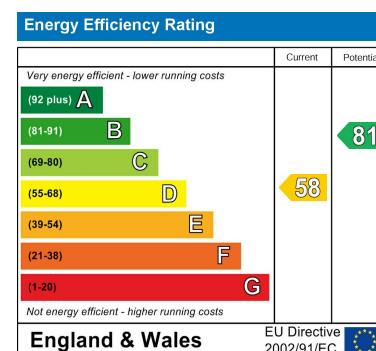 Energy Efficiency Rating
Current Potentia
Very energy efficient - lower running costs
(92 plus) A
(81-91) B
81
(69-80) C
(55-68) D
58
(39-54) E
(21-38) F
(1-20) G
Not energy efficient - higher running costs
England & Wales
EU Directive
2002/91/EC